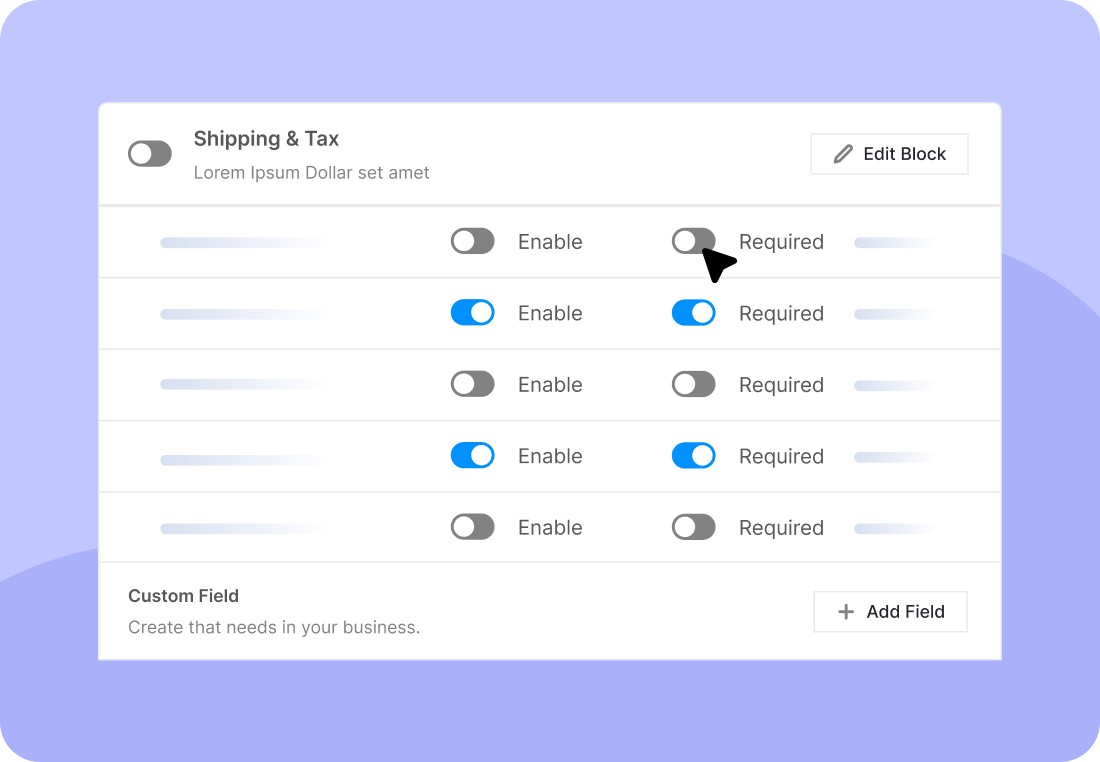 Shipping & Tax
Lorem Ipsum Dollar set amet
Edit Block
Enable Required
Enable Required
Enable Required
Enable Required
Enable Required
Custom Field
Create that needs in your business.
Add Field